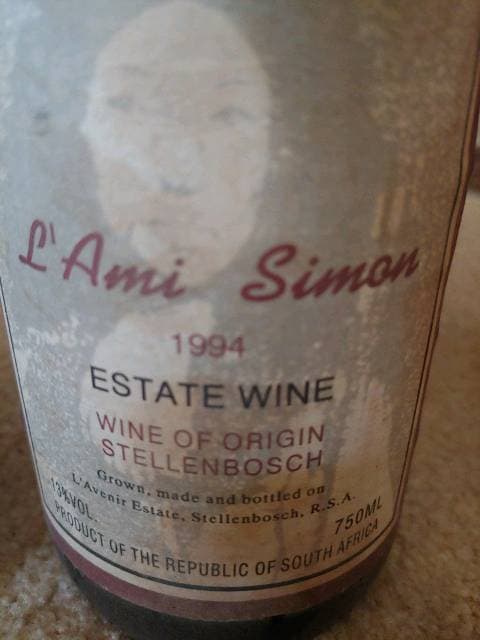 L'Ami Simon
1994
ESTATE WINE
WINE OF ORIGIN
STELLENBOSCH
Grown, made and bottled on
L'Avenir Estate, Stellenbosch, R.S.A.
13%VOL.
750ML
PRODUCT OF THE REPUBLIC OF SOUTH AFRICA